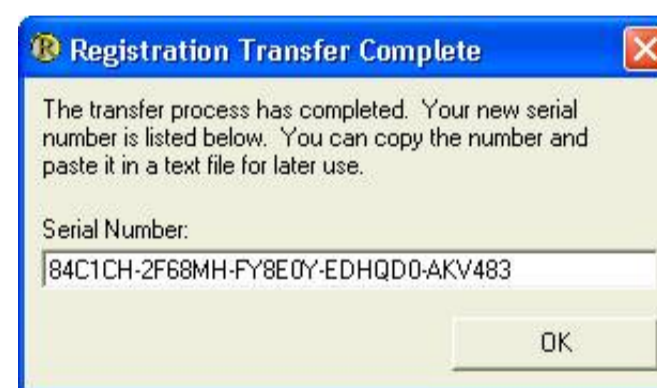 Registration Transfer Complete
The transfer process has completed. Your new serial
number is listed below. You can copy the number and
paste it in a text file for later use.
Serial Number:
84C1CH-2F68MH-FY8E0Y-EDHQD0-AKV483
OK